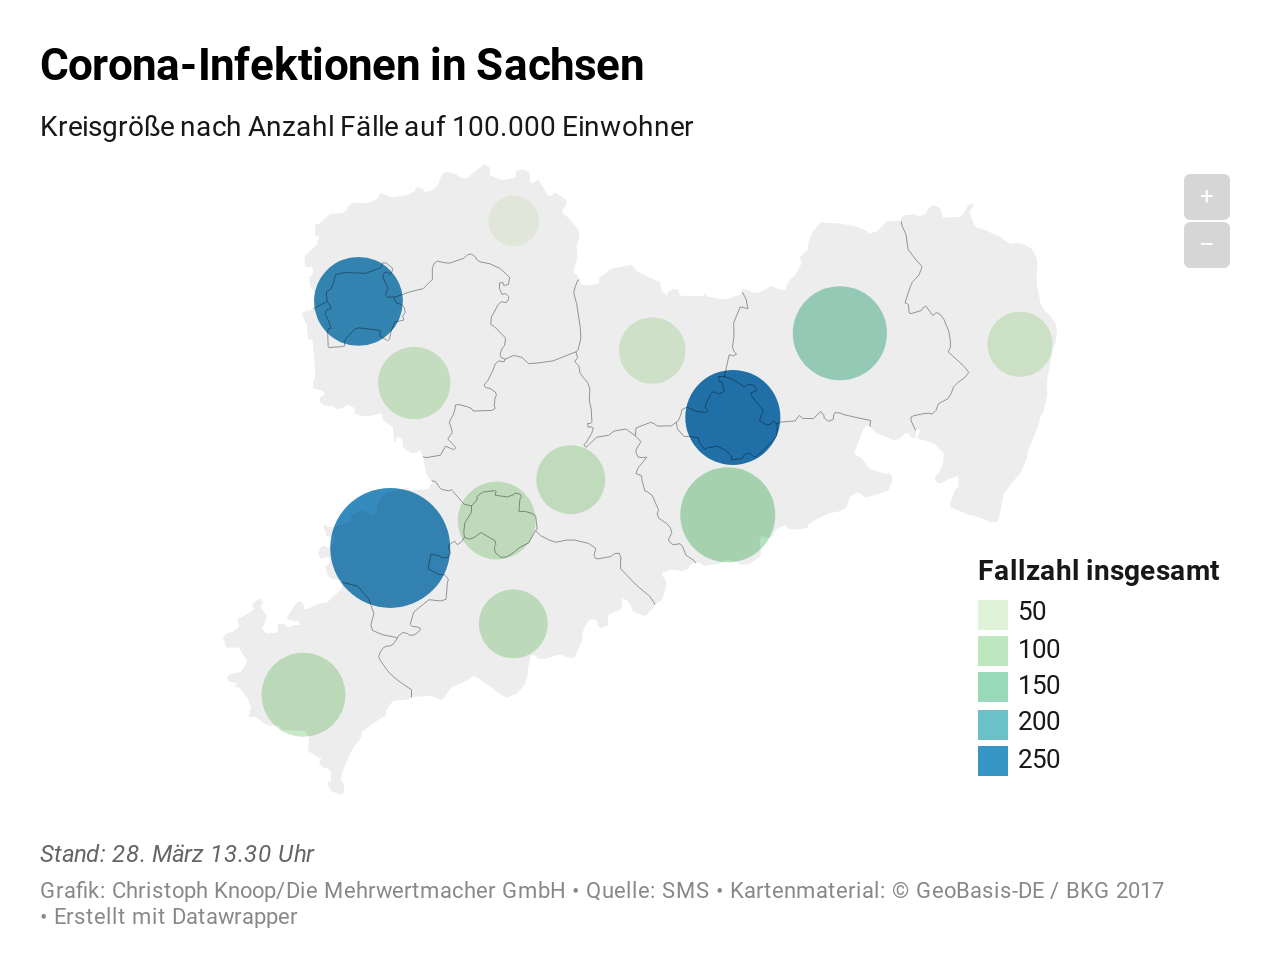 Corona-Infektionen in Sachsen
Kreisgröße nach Anzahl Fälle auf 100.000 Einwohner
+
−
Fallzahl insgesamt
50
100
150
200
250
Stand: 28. März 13.30 Uhr
Grafik: Christoph Knoop/Die Mehrwertmacher GmbH • Quelle: SMS • Kartenmaterial: © GeoBasis-DE / BKG 2017
• Erstellt mit Datawrapper